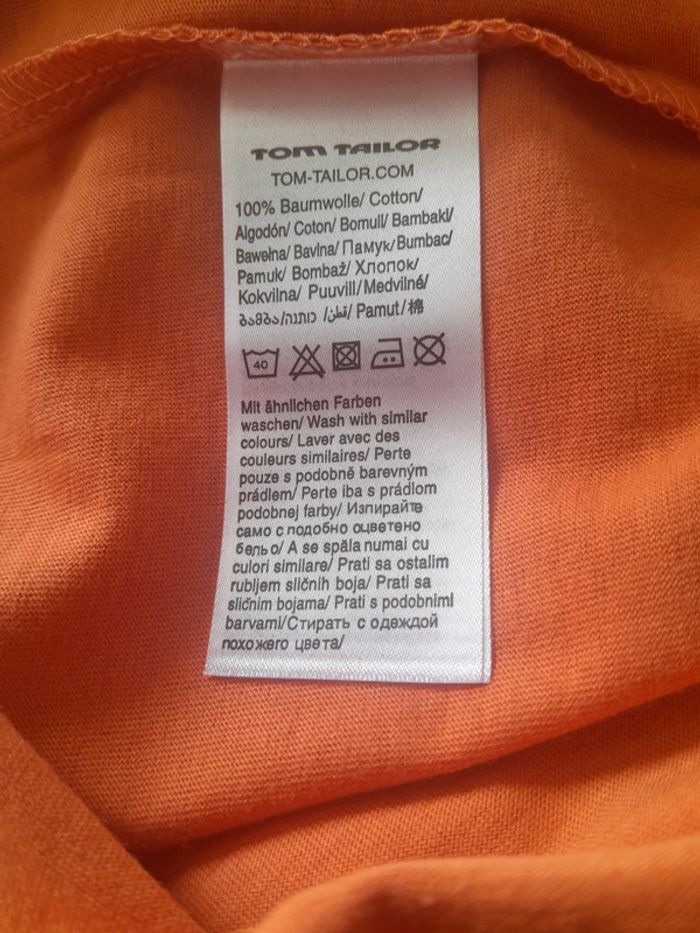 TOM TAILOR
TOM-TAILOR.COM
100% Baumwolle/ Cotton/
Algodón/ Coton/ Bomull/ Bambakl/
Bawełna/ Bavlna/ Памук/ Bumbac/
Pamuk/ Bombaž/ Хлопок/
Kokvilna/ Puuvill/ Medvilné/
ბამბა/ כותנה/ قطن/ Pamut/ 棉
40
Mit ähnlichen Farben
waschen/ Wash with similar
colours/ Laver avec des
couleurs similaires/ Perte
pouze s podobně barevným
prádlem/ Perte iba s prádlom
podobnej farby/ Изпирайте
само с подобно оцветено
бельо/ A se spăla numai cu
culori similare/ Prati sa ostalim
rubljem sličnih boja/ Prati sa
sličnim bojama/ Prati s podobnimi
barvami/ Стирать с одеждой
похожего цвета/